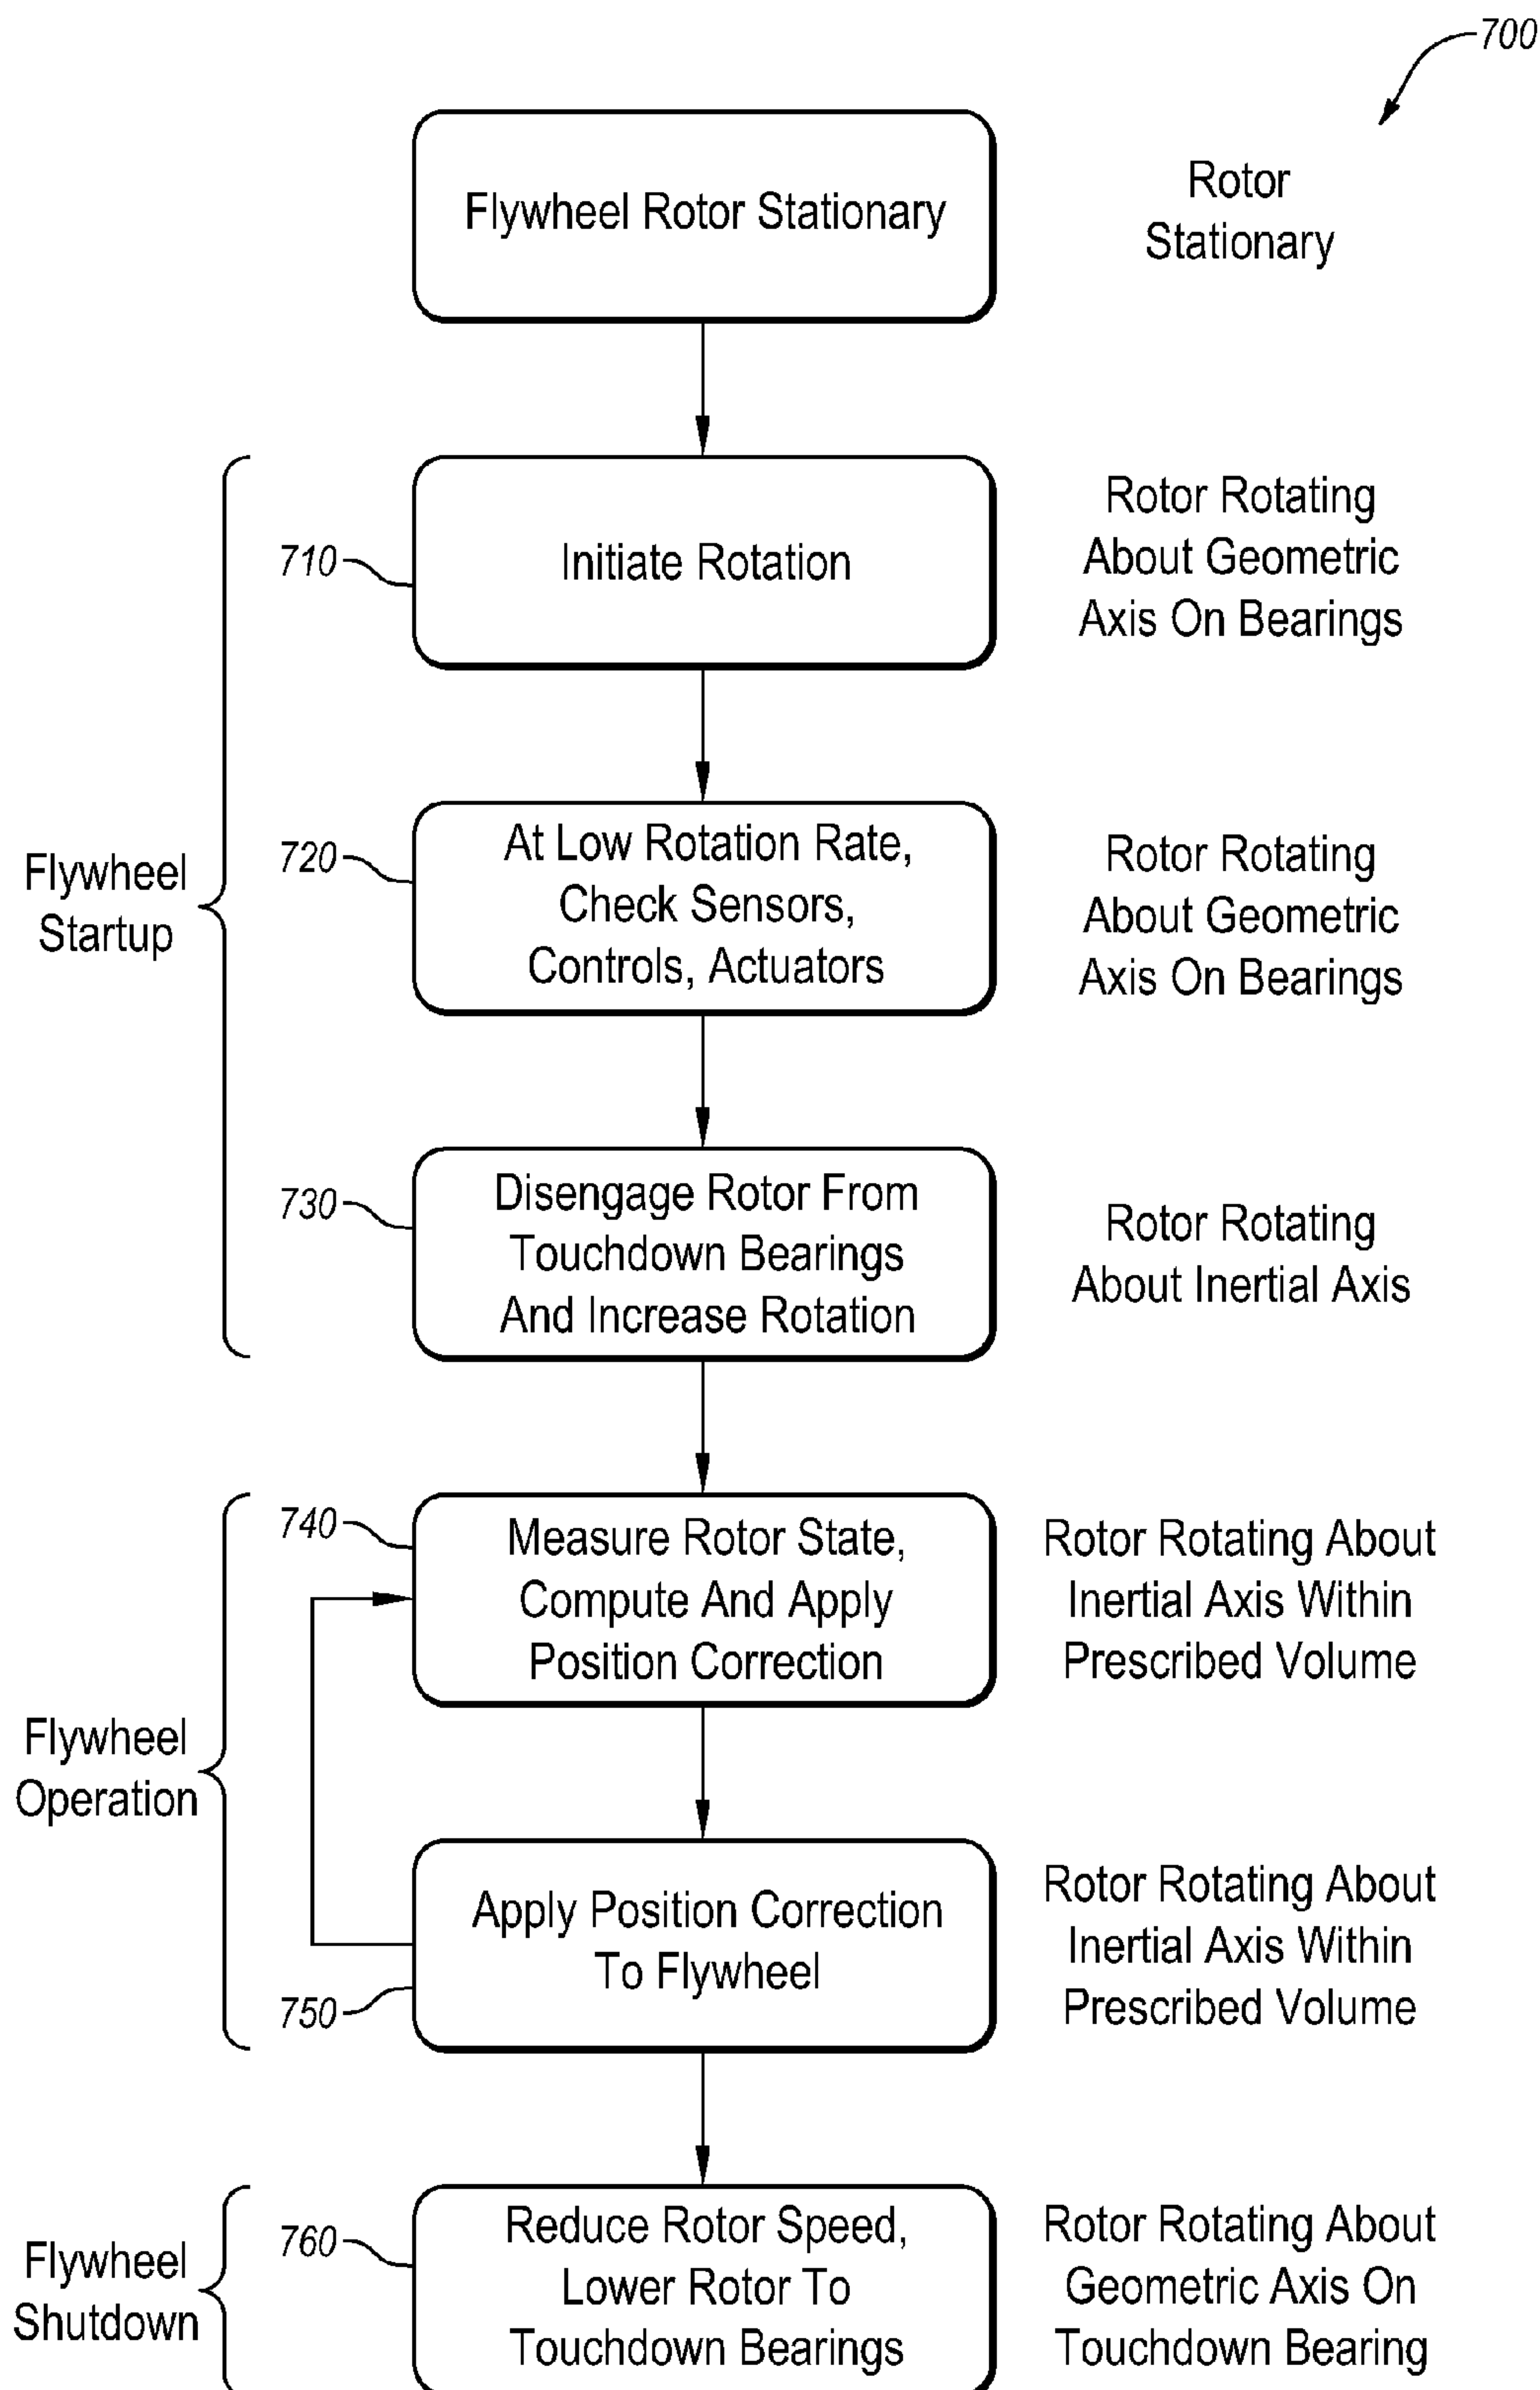 700
Flywheel Rotor Stationary
Rotor
Stationary
Flywheel
Startup
710
Initiate Rotation
Rotor Rotating
About Geometric
Axis On Bearings
720
At Low Rotation Rate,
Check Sensors,
Controls, Actuators
Rotor Rotating
About Geometric
Axis On Bearings
730
Disengage Rotor From
Touchdown Bearings
And Increase Rotation
Rotor Rotating
About Inertial Axis
Flywheel
Operation
740
Measure Rotor State,
Compute And Apply
Position Correction
Rotor Rotating About
Inertial Axis Within
Prescribed Volume
750
Apply Position Correction
To Flywheel
Rotor Rotating About
Inertial Axis Within
Prescribed Volume
Flywheel
Shutdown
760
Reduce Rotor Speed,
Lower Rotor To
Touchdown Bearings
Rotor Rotating About
Geometric Axis On
Touchdown Bearing